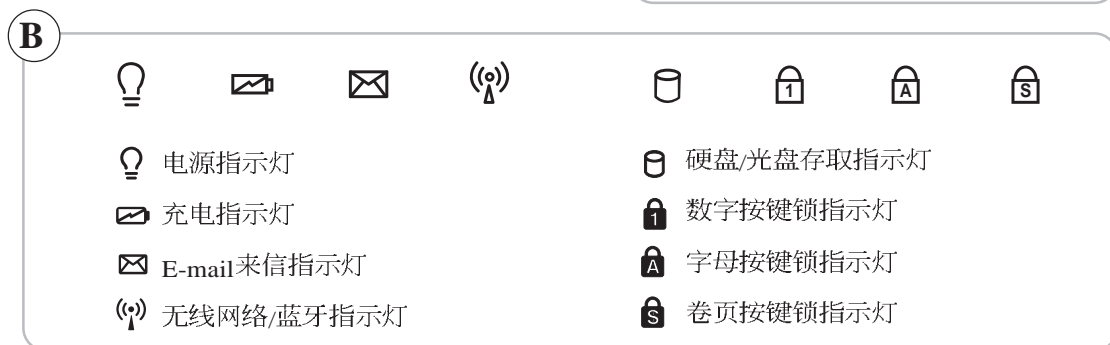 B
1 A S
电源指示灯
充电指示灯
E-mail来信指示灯
无线网络/蓝牙指示灯
硬盘/光盘存取指示灯
1 数字按键锁指示灯
A 字母按键锁指示灯
S 卷页按键锁指示灯